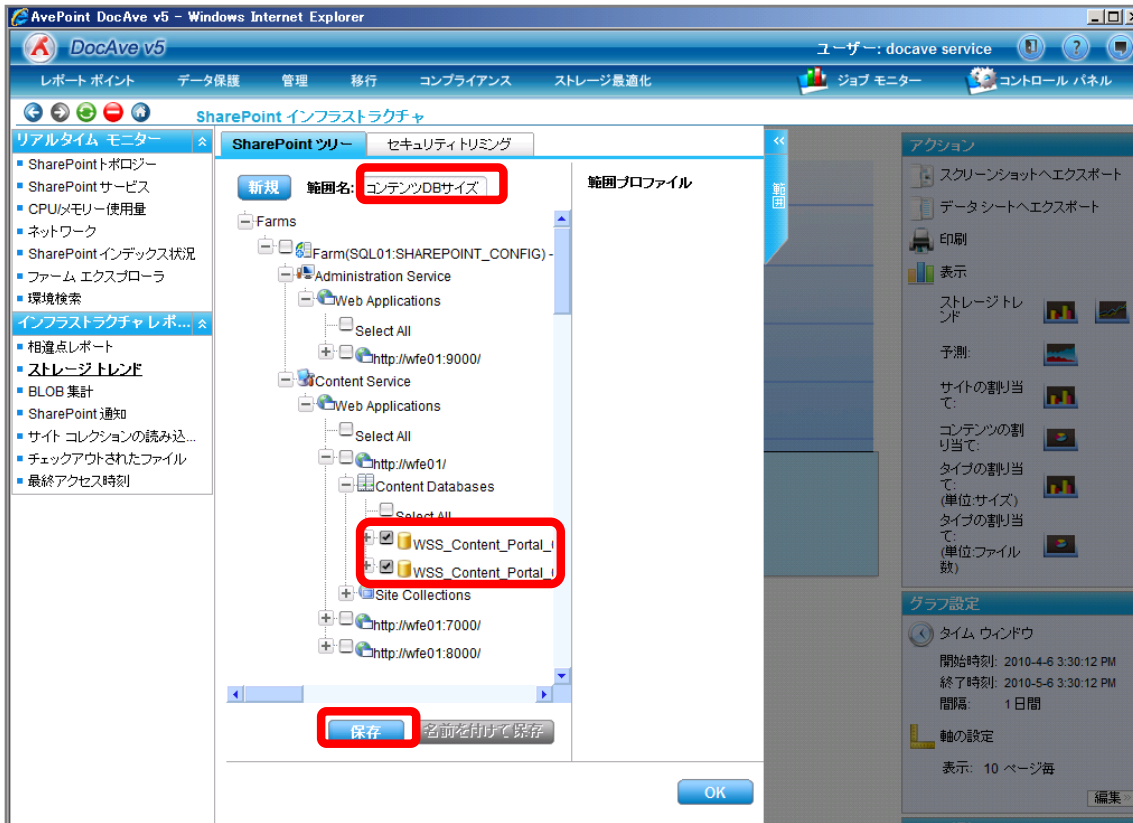 AvePoint DocAve v5 - Windows Internet Explorer
DocAve v5
ユーザー: docave service
レポート ポイント データ保護 管理 移行 コンプライアンス ストレージ最適化 ジョブ モニター コントロール パネル
SharePoint インフラストラクチャ
リアルタイム モニター
SharePointトポロジー
SharePoint サービス
CPU/メモリー使用量
ネットワーク
SharePoint インデックス状況
ファーム エクスプローラ
環境検索
インフラストラクチャ レポ...
相違点レポート
ストレージ トレンド
BLOB 集計
SharePoint 通知
サイト コレクションの読み込...
チェックアウトされたファイル
最終アクセス時刻
SharePoint ツリー セキュリティトリミング
新規 範囲名: コンテンツDBサイズ
Farms
Farm(SQL01:SHAREPOINT_CONFIG) -
Administration Service
Web Applications
Select All
http://wfe01:9000/
Content Service
Web Applications
Select All
http://wfe01/
Content Databases
Select All
WSS_Content_Portal_
WSS_Content_Portal_
Site Collections
http://wfe01:7000/
http://wfe01:8000/
保存 名前を付けて保存
範囲プロファイル
OK
範囲
アクション
スクリーンショットへエクスポート
データ シートへエクスポート
印刷
表示
ストレージ トレ
ンド
予測:
サイトの割り当
て:
コンテンツの割
り当て:
タイプの割り当
て:
(単位:サイズ)
タイプの割り当
て:
(単位:ファイル
数)
グラフ設定
タイム ウィンドウ
開始時刻: 2010-4-6 3:30:12 PM
終了時刻: 2010-5-6 3:30:12 PM
間隔: 1 日間
軸の設定
表示: 10 ページ毎
編集